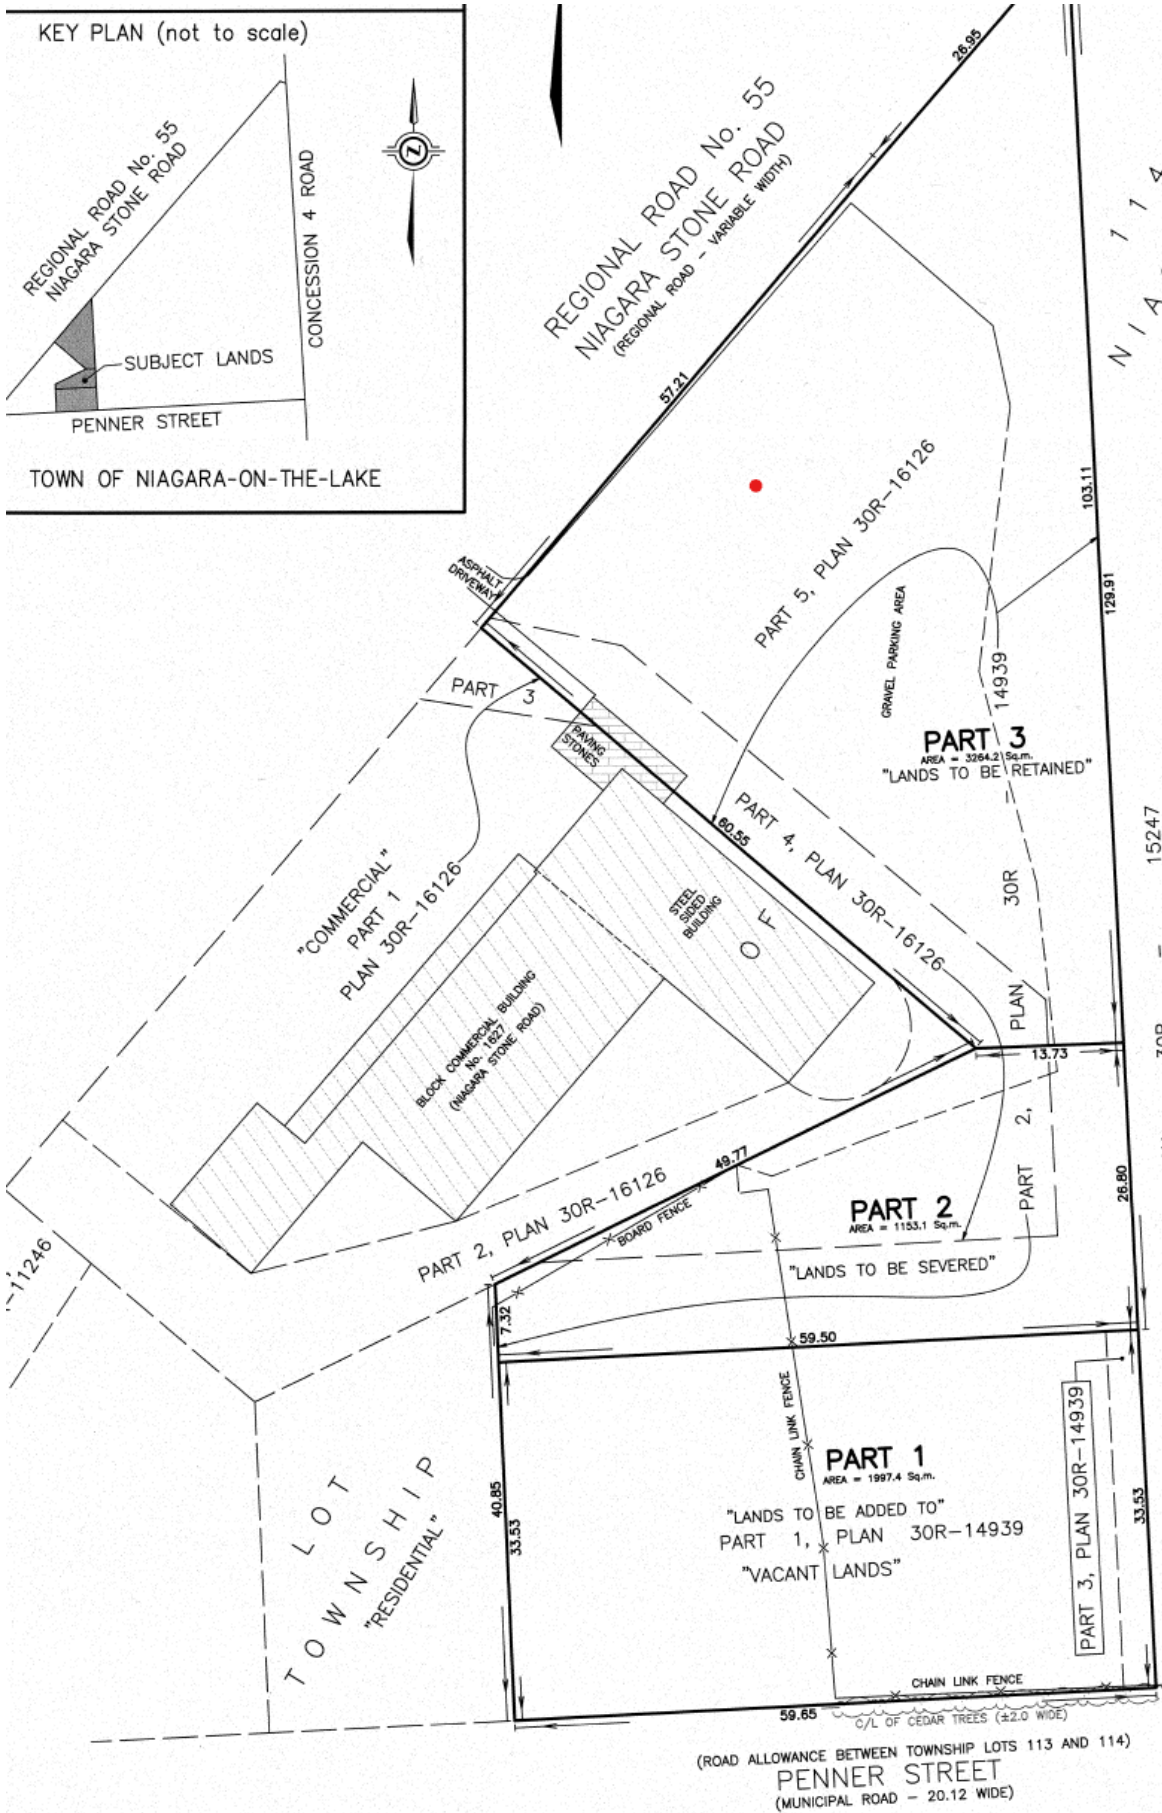 KEY PLAN (not to scale)
REGIONAL ROAD No. 55
NIAGARA STONE ROAD
CONCESSION 4 ROAD
Z
SUBJECT LANDS
PENNER STREET
TOWN OF NIAGARA-ON-THE-LAKE
REGIONAL ROAD No. 55
NIAGARA STONE ROAD
(REGIONAL ROAD - VARIABLE WIDTH)
26.95
57.21
114
NIA
103.11
129.91
ASPHALT
DRIVEWAY
PART 5, PLAN 30R-16126
GRAVEL PARKING AREA
PART 3
PAVING
STONES
PART 3
AREA = 3264.2 Sq.m.
"LANDS TO BE RETAINED"
PART 2, PLAN 30R - 14939
15247
30R -
60.55
PART 4, PLAN 30R-16126
"COMMERCIAL"
PART 1
PLAN 30R-16126
STEEL
SIDED
BUILDING
OF
BLOCK COMMERCIAL BUILDING
No. 1627
(NIAGARA STONE ROAD)
13.73
49.77
PART 2, PLAN 30R-16126
BOARD FENCE
PART 2
AREA = 1153.1 Sq.m.
"LANDS TO BE SEVERED"
26.80
-11246
7.32
59.50
CHAIN LINK FENCE
PART 1
AREA = 1997.4 Sq.m.
"LANDS TO BE ADDED TO"
PART 1, PLAN 30R-14939
"VACANT LANDS"
PART 3, PLAN 30R-14939
33.53
40.85
33.53
LOT
TOWNSHIP
"RESIDENTIAL"
CHAIN LINK FENCE
59.65
C/L OF CEDAR TREES (±2.0 WIDE)
(ROAD ALLOWANCE BETWEEN TOWNSHIP LOTS 113 AND 114)
PENNER STREET
(MUNICIPAL ROAD - 20.12 WIDE)